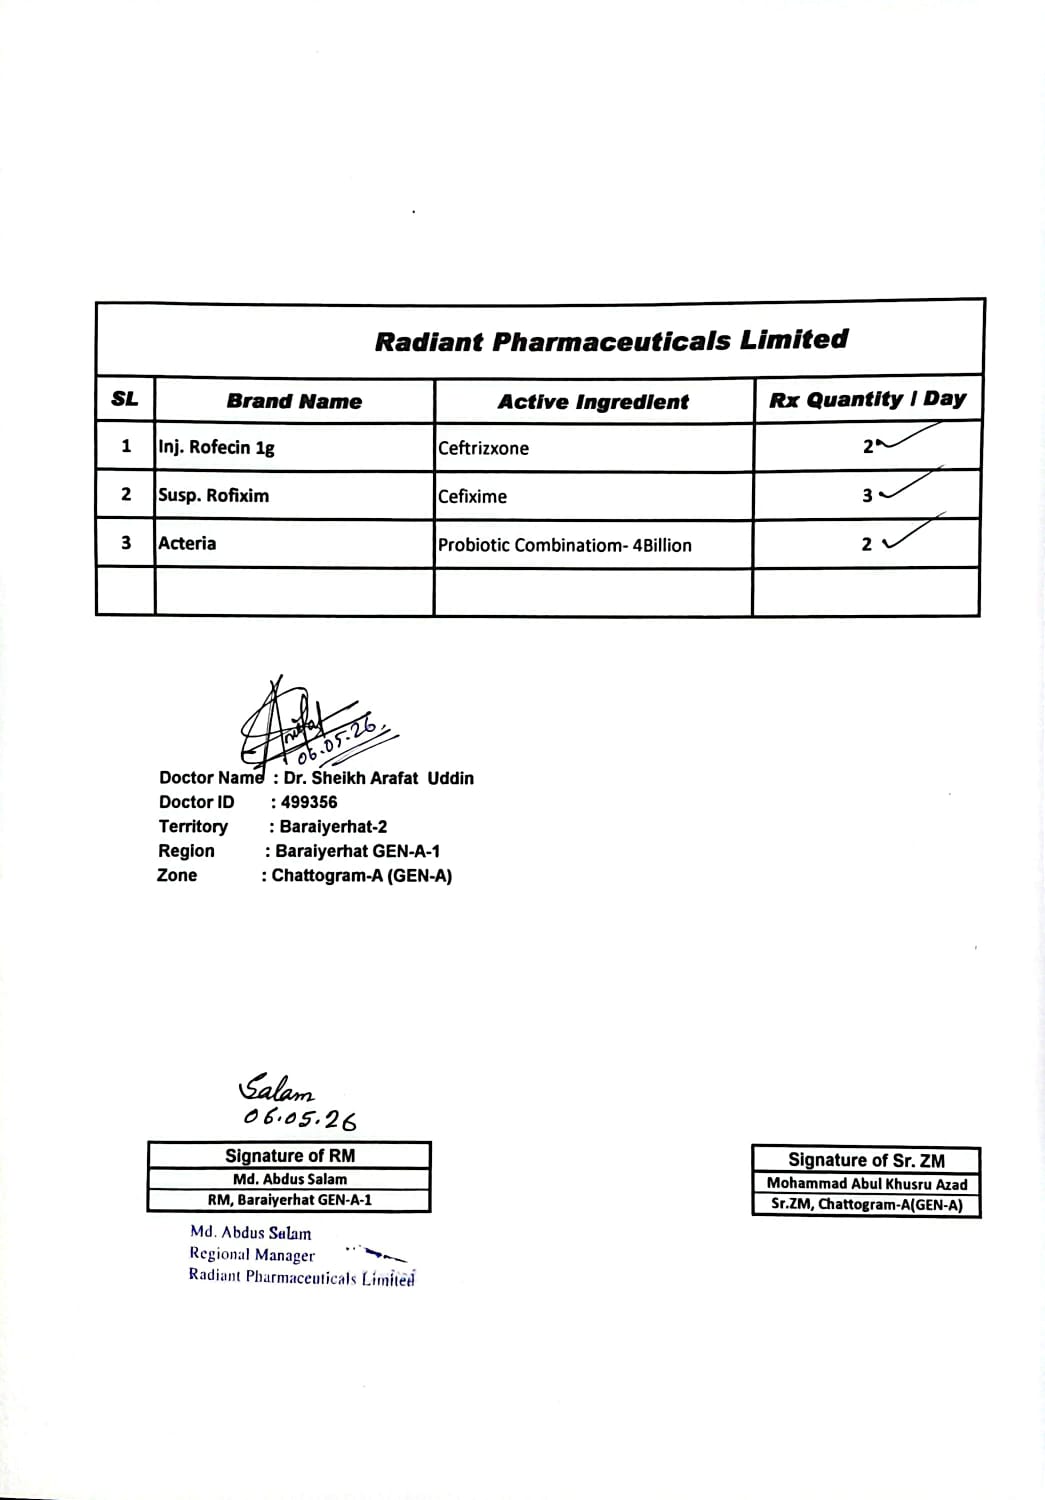 Radiant Pharmaceuticals Limited
SL Brand Name Active Ingredient Rx Quantity / Day
1 Inj. Rofecin 1g Ceftrizxone 2
2 Susp. Rofixim Cefixime 3
3 Acteria Probiotic Combinatiom- 4Billion 2
Arafat
06.05.26
Doctor Name : Dr. Sheikh Arafat Uddin
Doctor ID : 499356
Territory : Baraiyerhat-2
Region : Baraiyerhat GEN-A-1
Zone : Chattogram-A (GEN-A)
Salam
06.05.26
Signature of RM
Md. Abdus Salam
RM, Baraiyerhat GEN-A-1
Md. Abdus Salam
Regional Manager
Radiant Pharmaceuticals Limited
Signature of Sr. ZM
Mohammad Abul Khusru Azad
Sr.ZM, Chattogram-A(GEN-A)